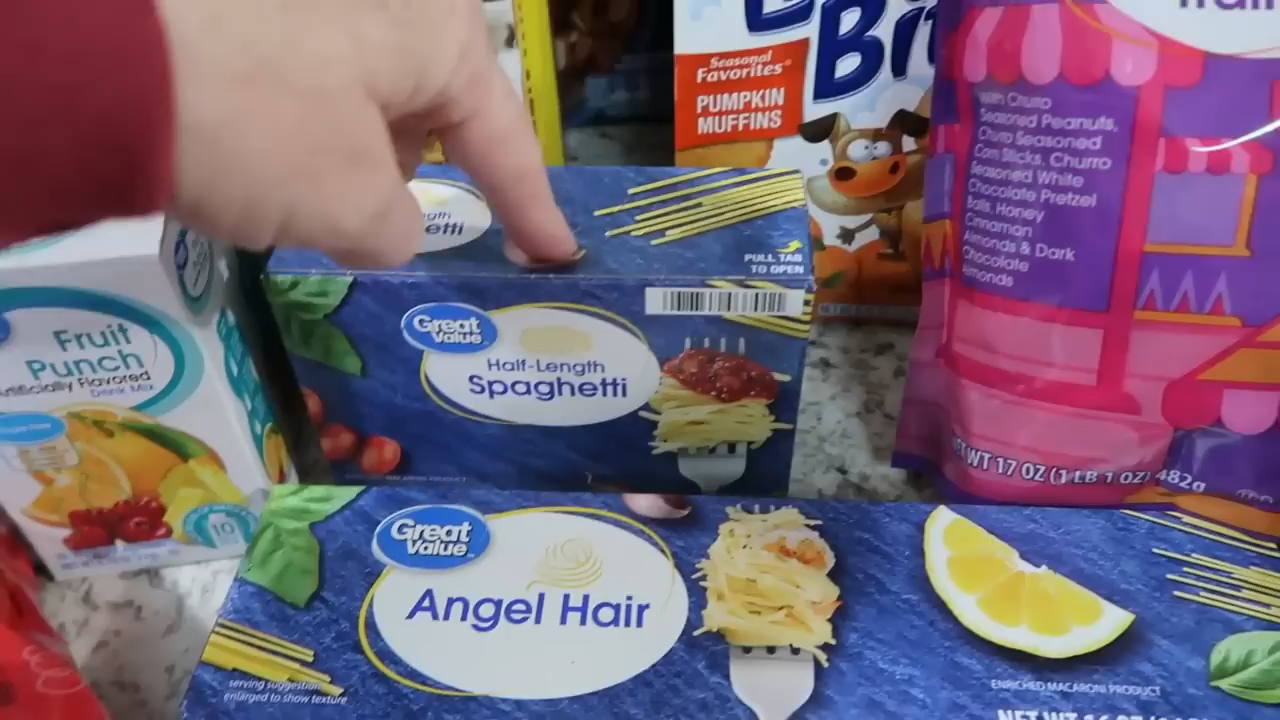 Seasonal
Favorites
PUMPKIN
MUFFINS
With Churro
Seasoned Peanuts,
Churro Seasoned
Corn Sticks, Churro
Seasoned White
Chocolate Pretzel
Balls, Honey
Cinnamon
Almonds & Dark
Chocolate
Almonds
NET WT 17 OZ (1 LB 1 OZ) 482g
PULL TAB
TO OPEN
Great
Value
Half-Length
Spaghetti
Fruit
Punch
Artificially Flavored
Drink Mix
10
Great
Value
Angel Hair
serving suggestion
enlarged to show texture
ENRICHED MACARONI PRODUCT
NET WT